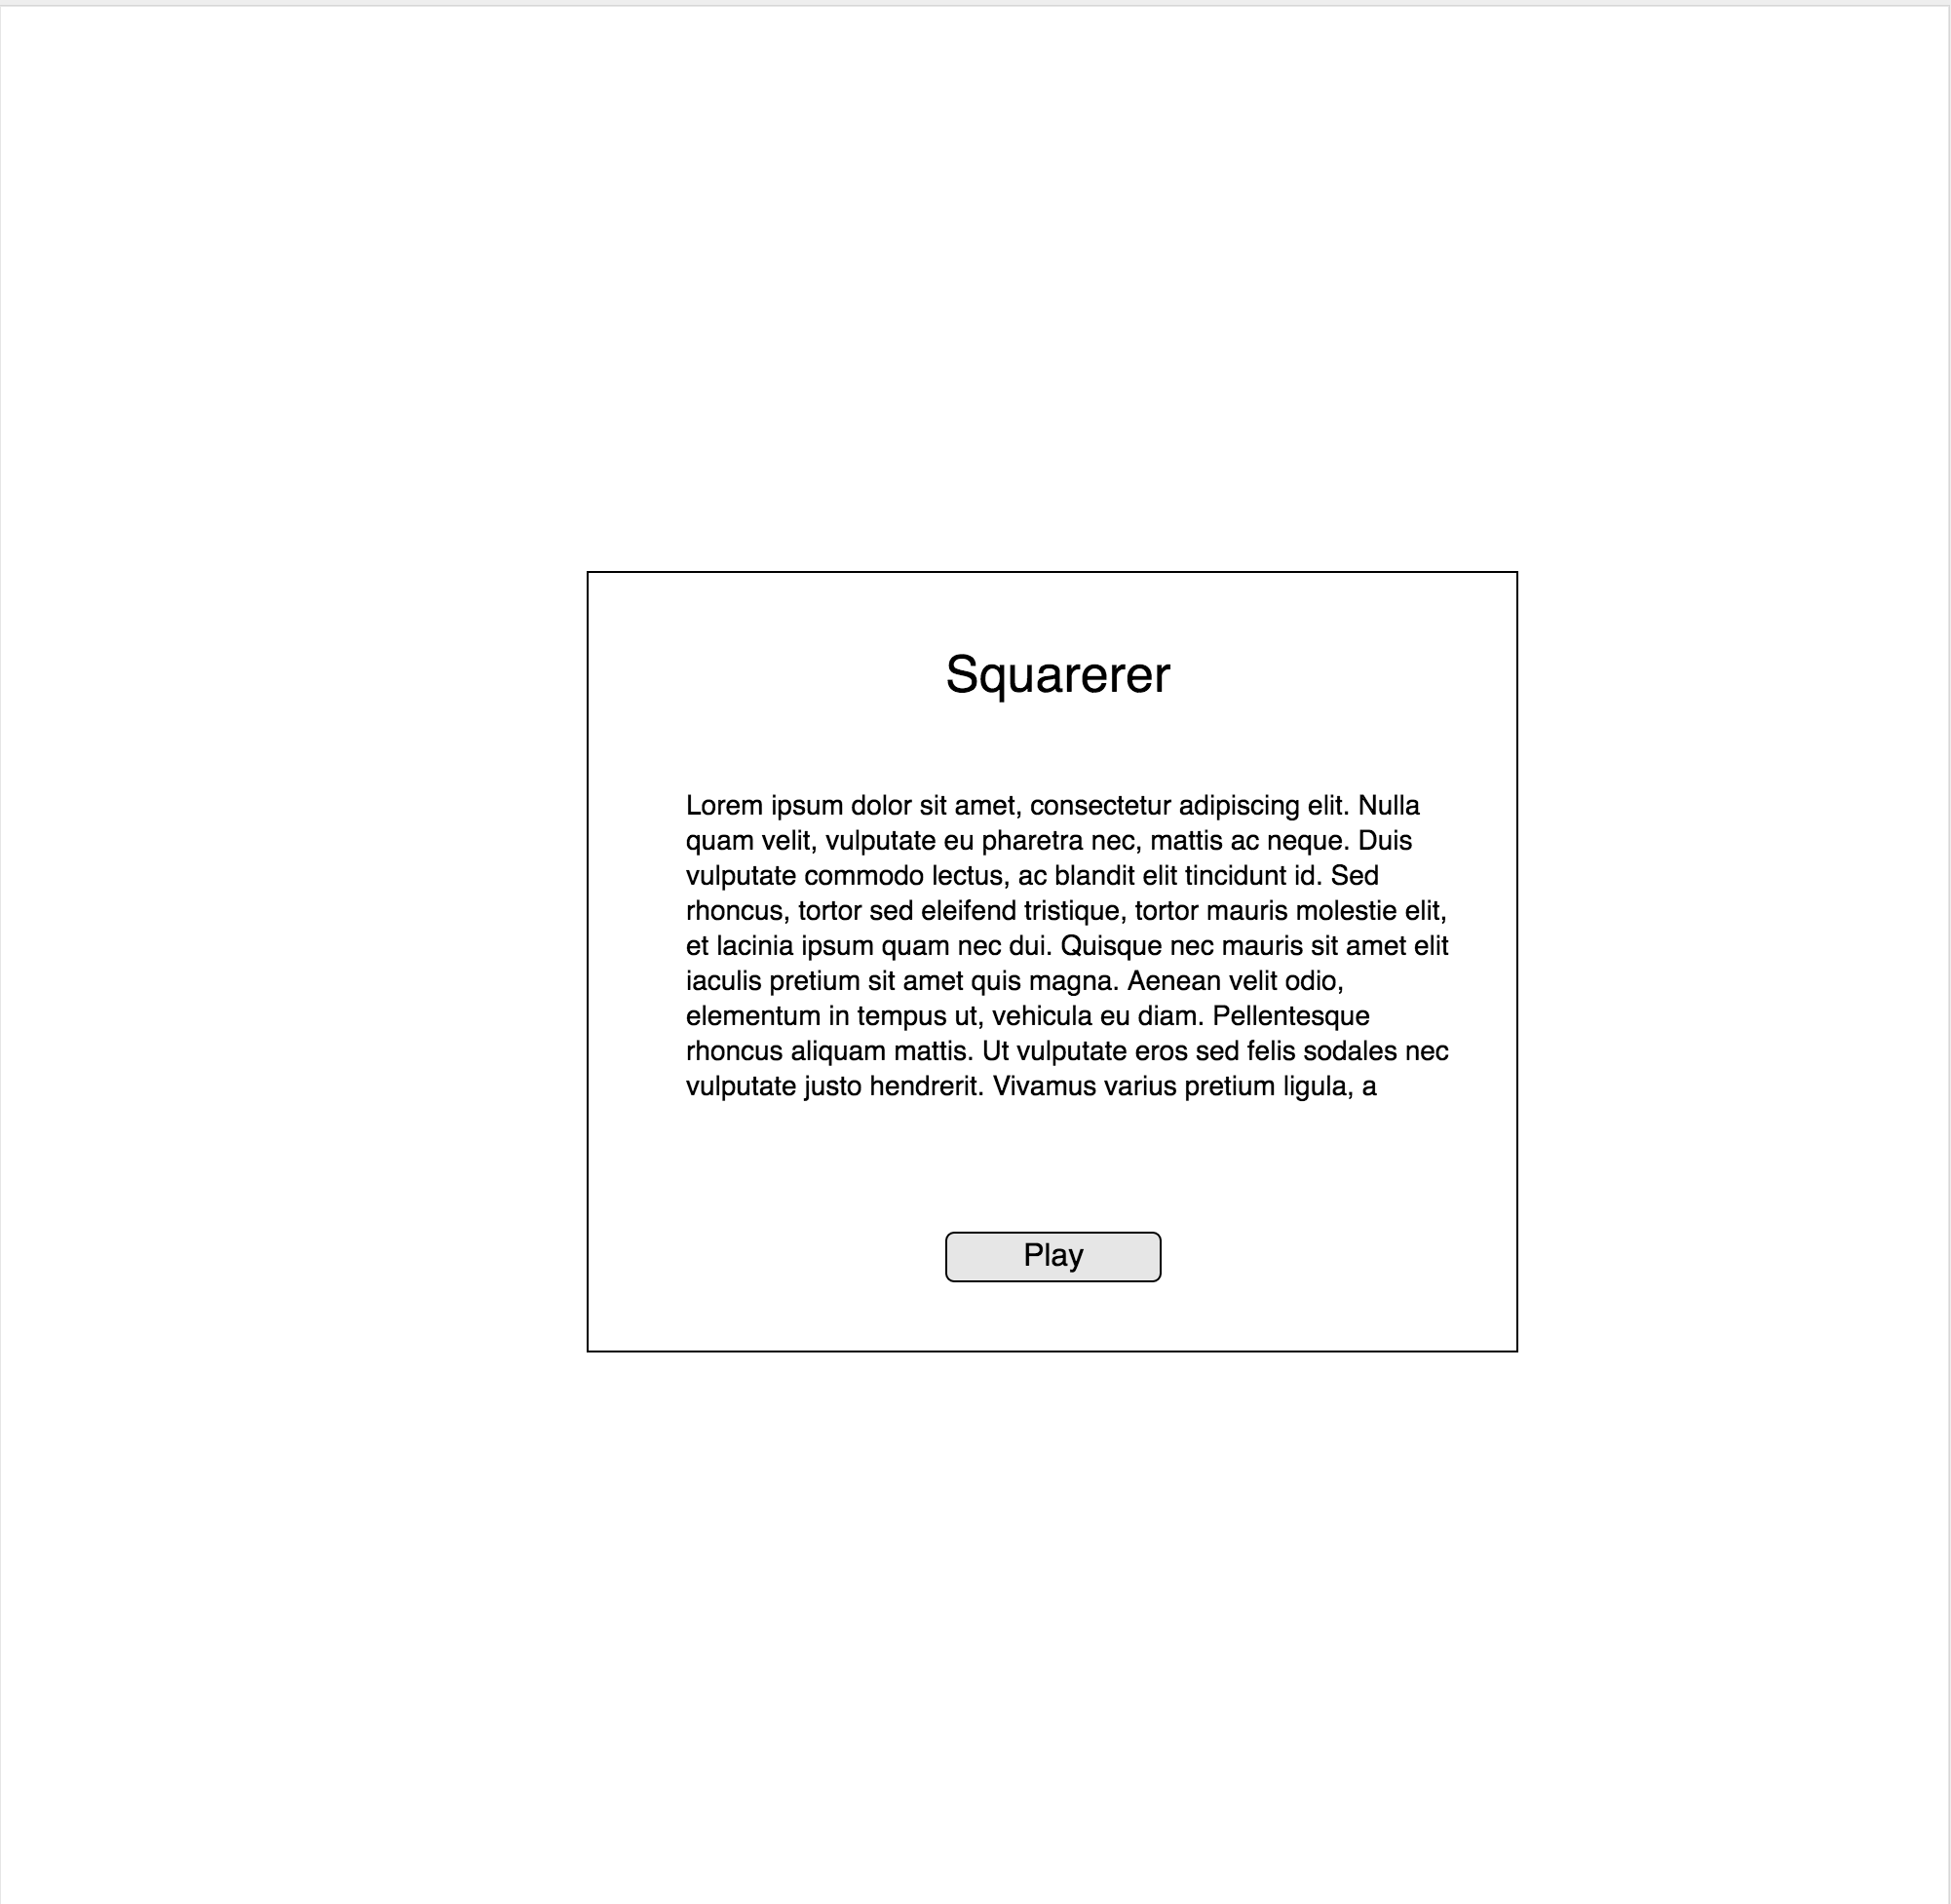 Squarerer
Lorem ipsum dolor sit amet, consectetur adipiscing elit. Nulla
quam velit, vulputate eu pharetra nec, mattis ac neque. Duis
vulputate commodo lectus, ac blandit elit tincidunt id. Sed
rhoncus, tortor sed eleifend tristique, tortor mauris molestie elit,
et lacinia ipsum quam nec dui. Quisque nec mauris sit amet elit
iaculis pretium sit amet quis magna. Aenean velit odio,
elementum in tempus ut, vehicula eu diam. Pellentesque
rhoncus aliquam mattis. Ut vulputate eros sed felis sodales nec
vulputate justo hendrerit. Vivamus varius pretium ligula, a
Play